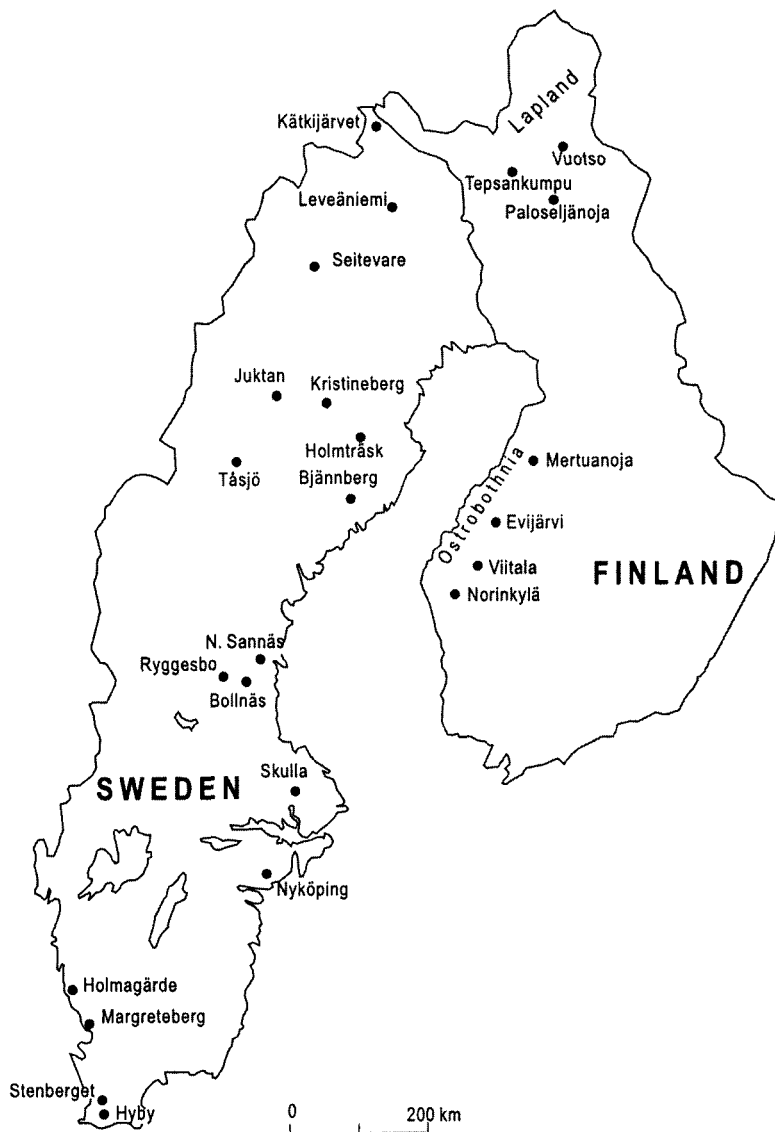 Lapland
Kätkijärvet
Vuotso
Tepsankumpu
Leveäniemi
Paloseljänoja
Seitevare
Juktan
Kristineberg
Holmträsk
Tåsjö
Bjännberg
Mertuanoja
Ostrobothnia
Evijärvi
Viitala
FINLAND
Norinkylä
N. Sannäs
Ryggesbo
Bollnäs
Skulla
SWEDEN
Nyköping
Holmagärde
Margreteberg
Stenberget
Hyby
0 200 km